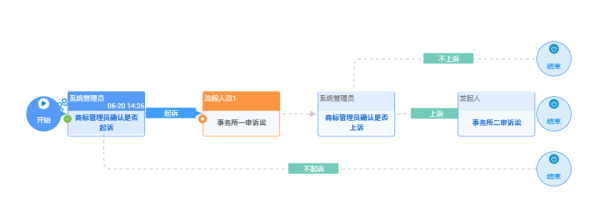 不上诉
结束
系统管理员
06-20 14:26
商标管理员确认是否
起诉
开始
起诉
流程人员1
事务所一审诉讼
系统管理员
商标管理员确认是否
上诉
上诉
发起人
事务所二审诉讼
结束
不起诉
结束